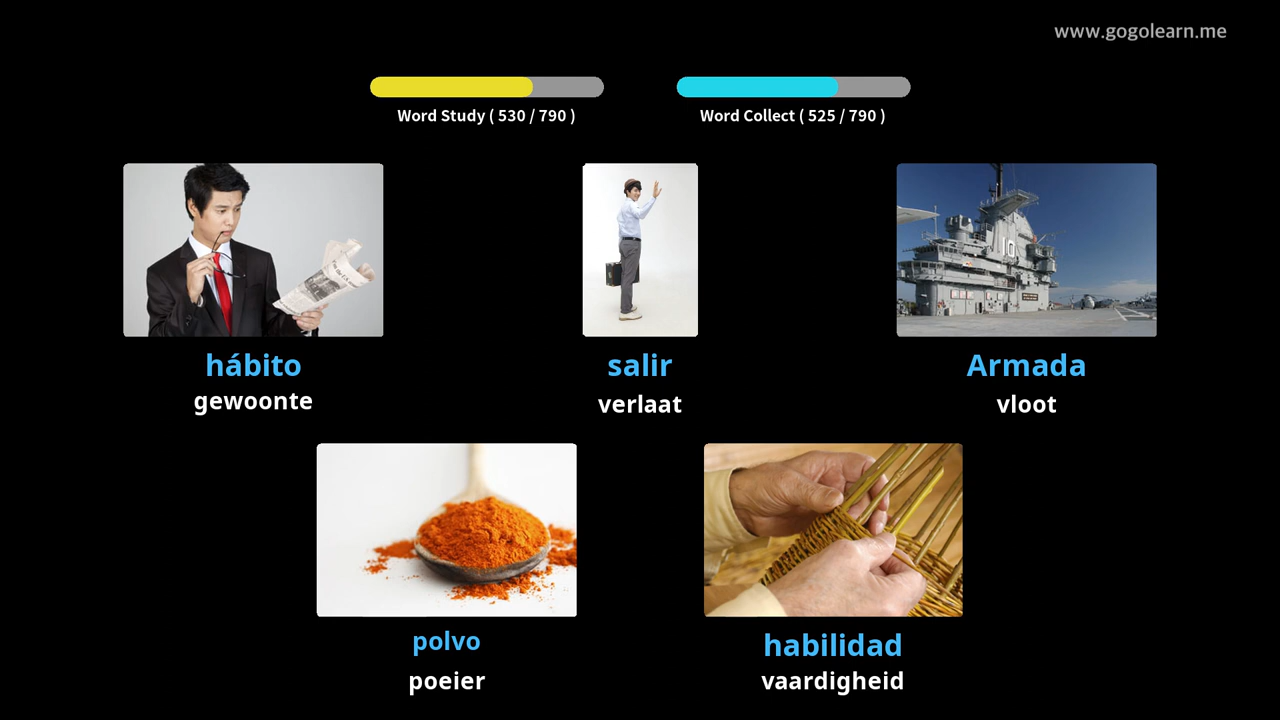 www.gogolearn.me
Word Study ( 530 / 790 )
Word Collect ( 525 / 790 )
16
hábito
gewoonte
salir
verlaat
Armada
vloot
polvo
poeier
habilidad
vaardigheid